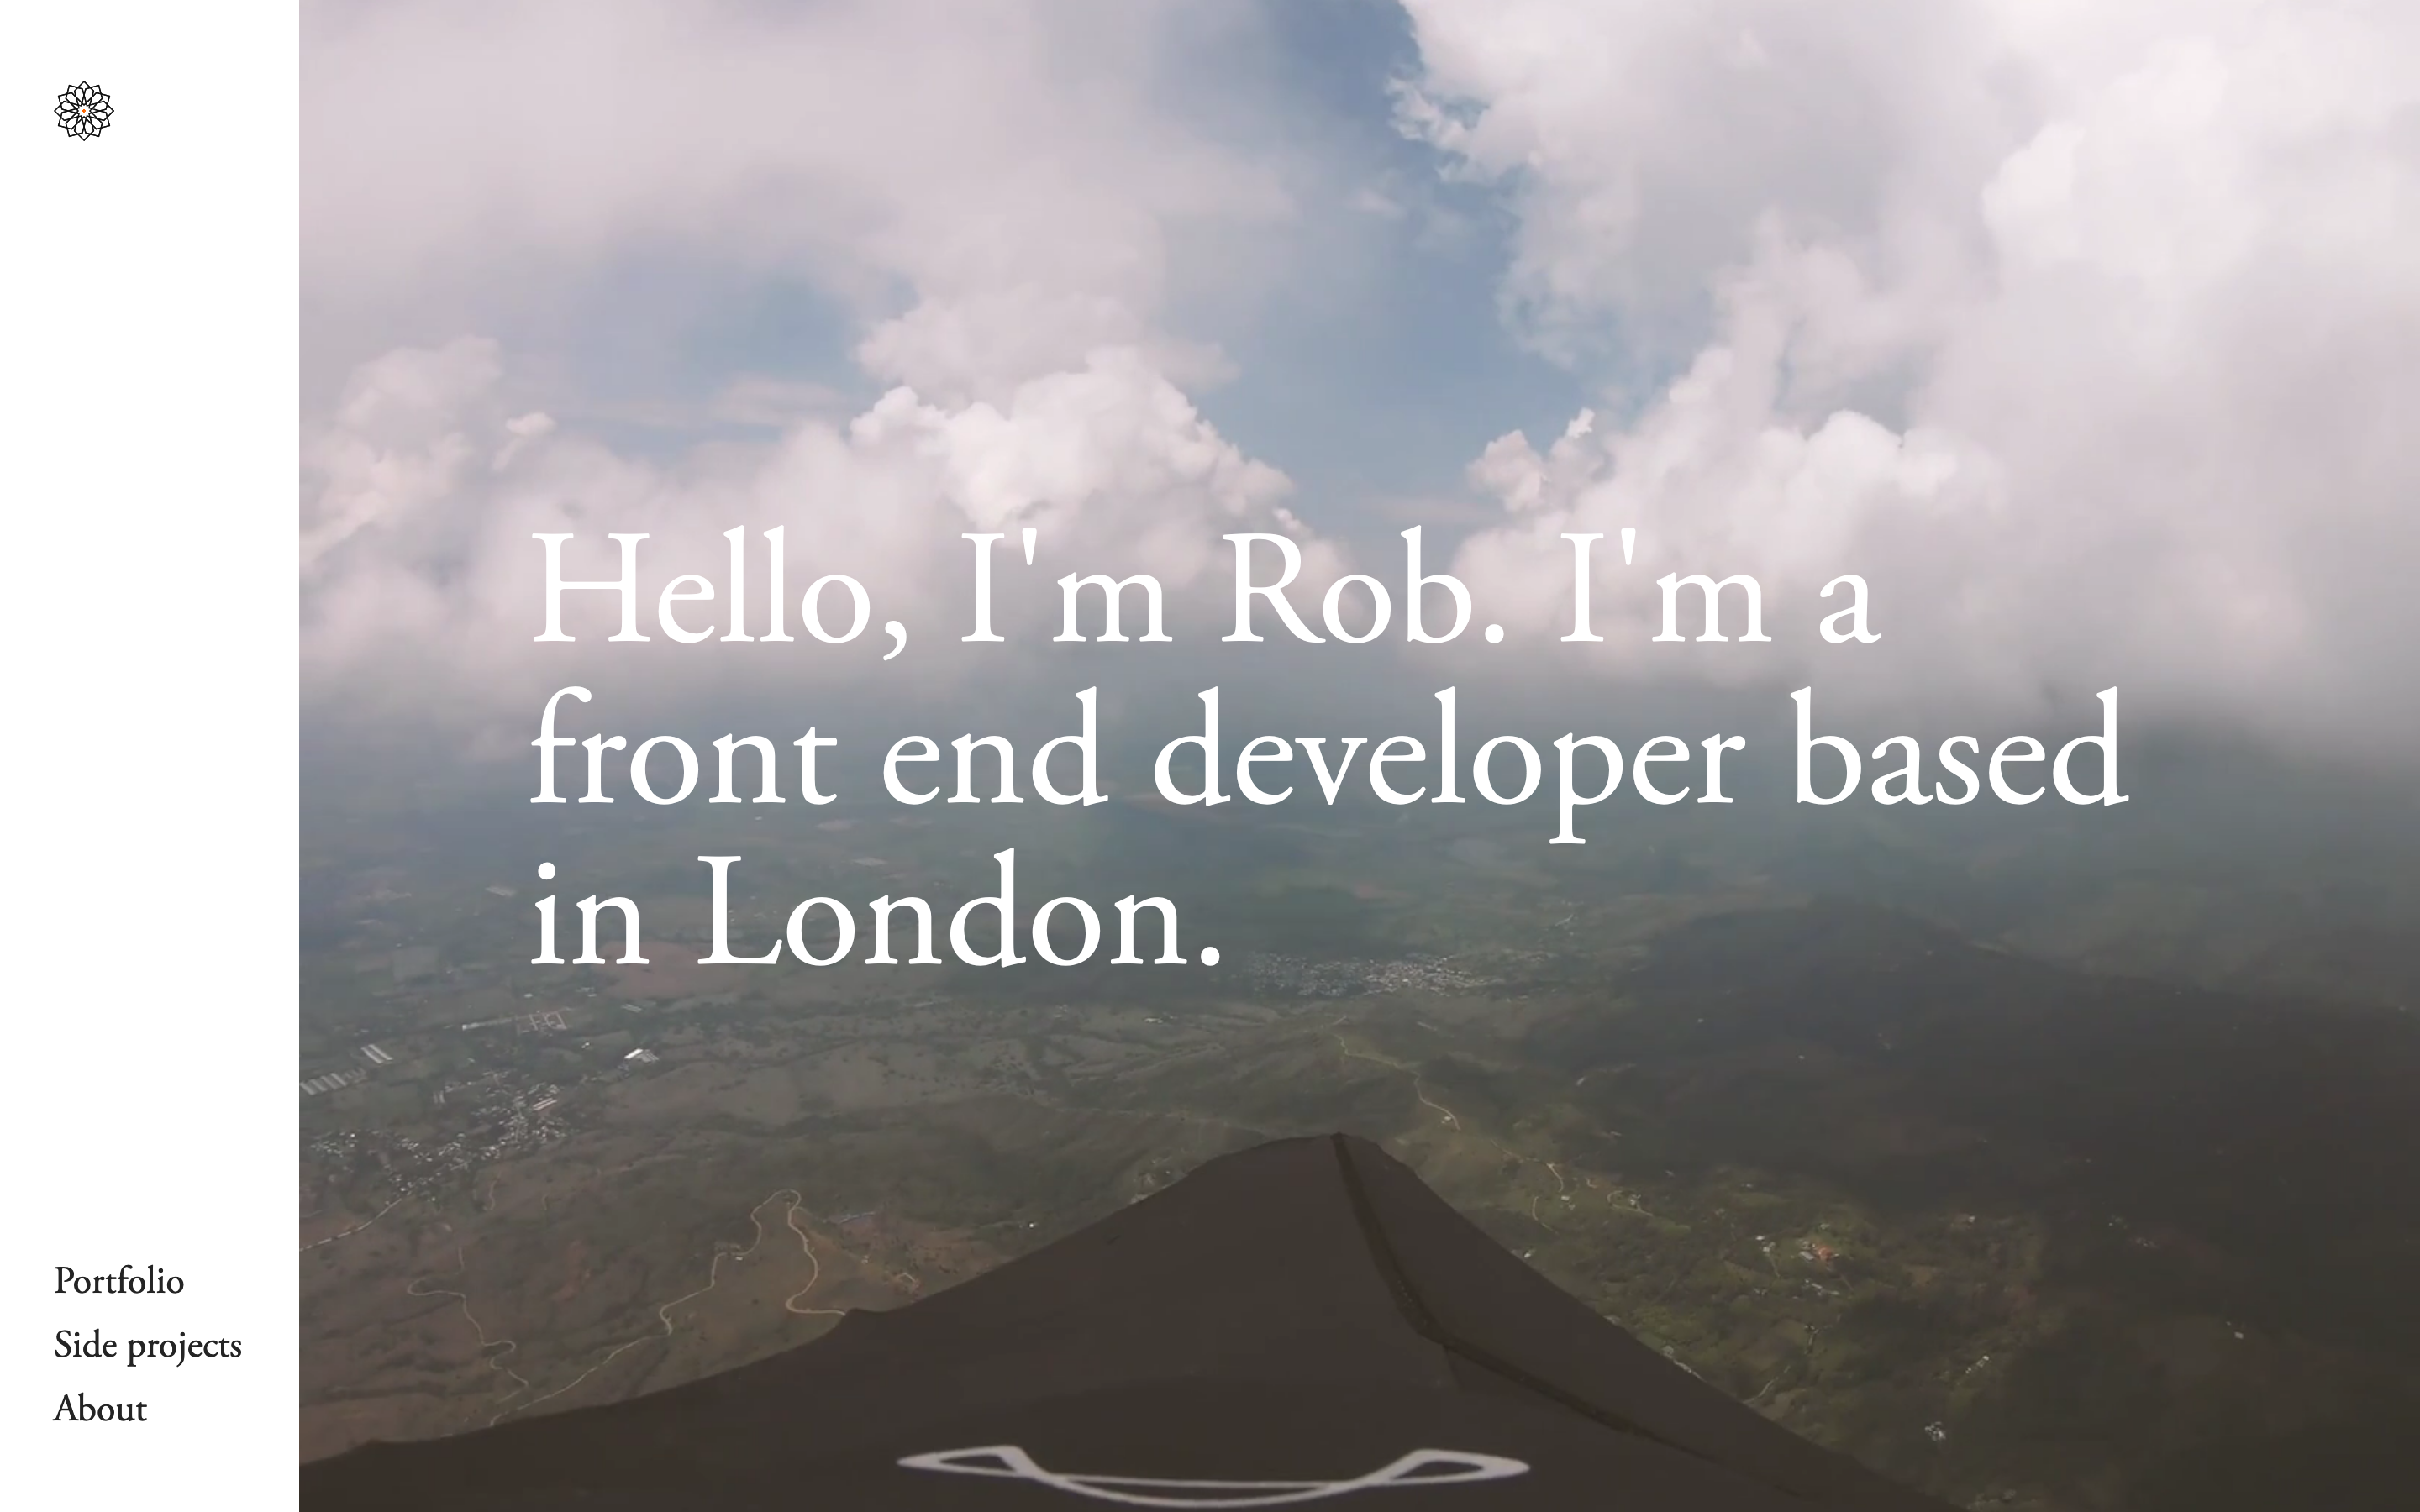 Hello, I'm Rob. I'm a
front end developer based
in London.
Portfolio
Side projects
About